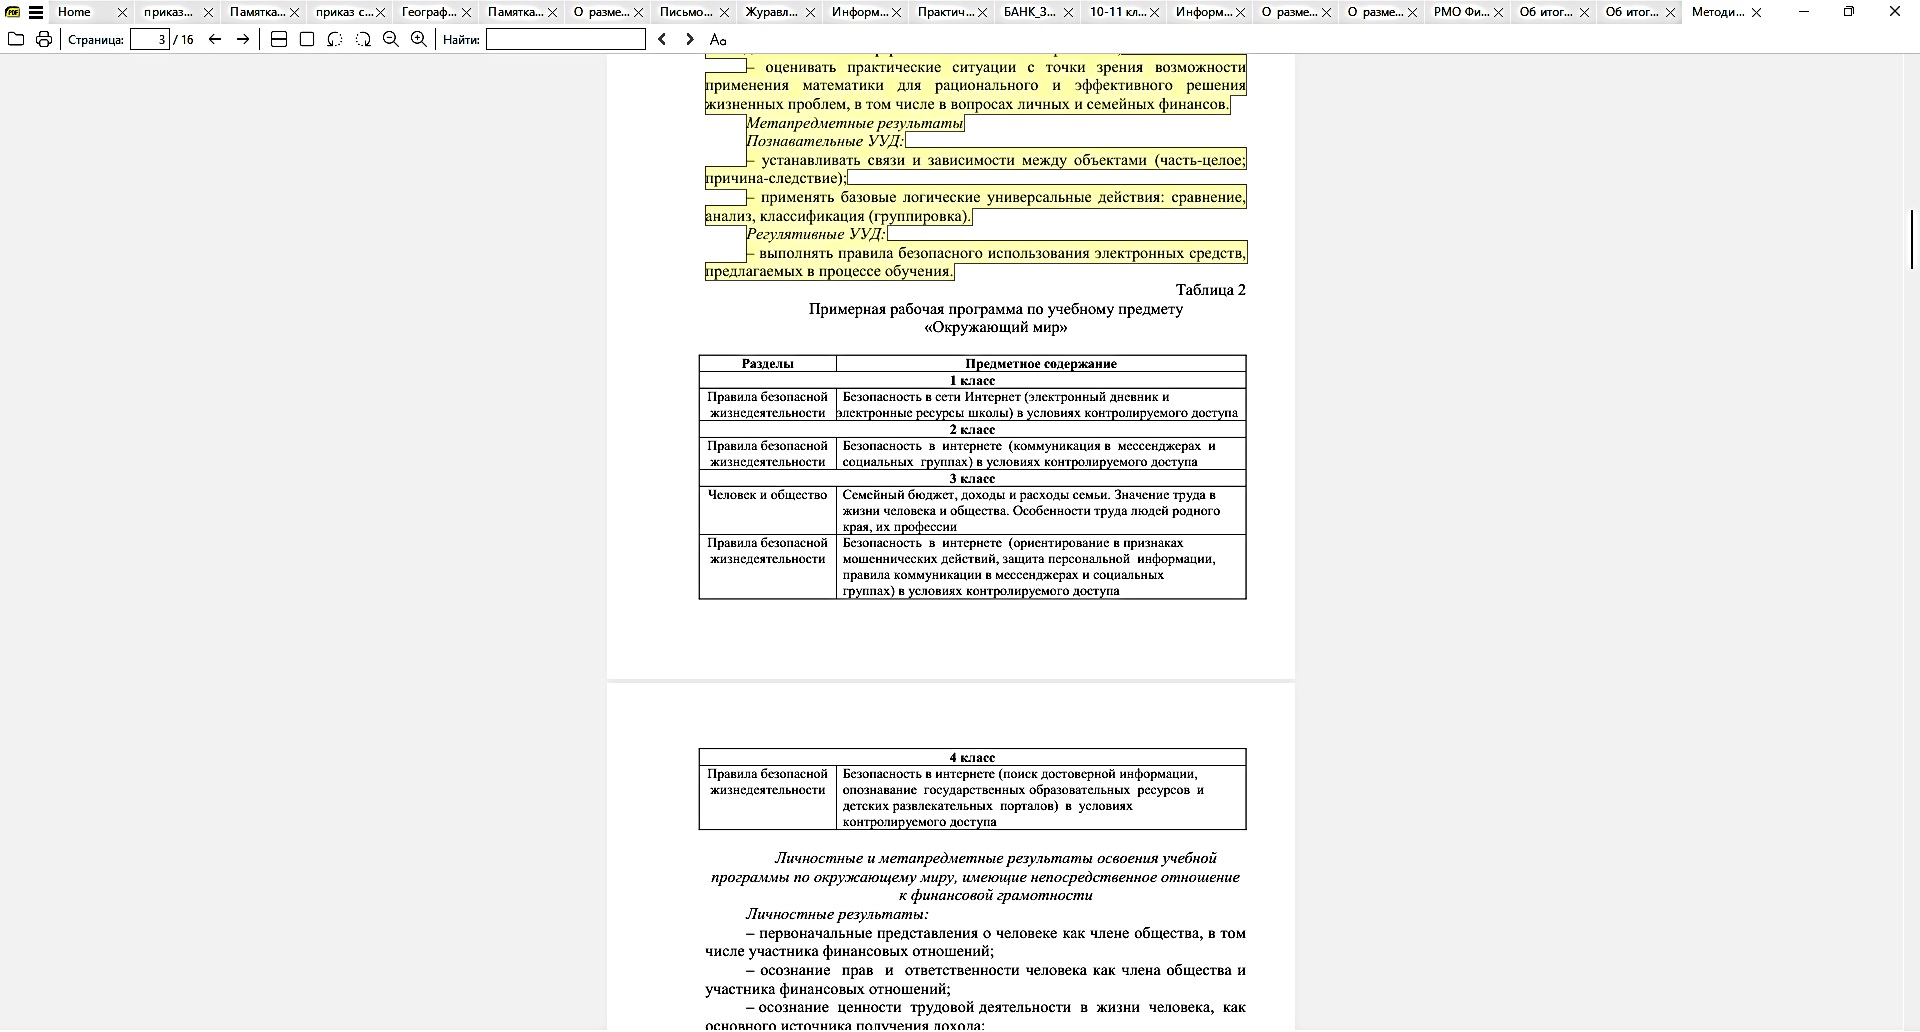 Home
приказ...
Памятка...
приказ с...
Географ...
Памятка...
О разме...
Письмо...
Журавл...
Информ...
Практич...
БАНК_З...
10-11 кл...
Информ...
О разме...
О разме...
РМО Фи...
Об итог...
Об итог...
Методи...
Страница: 3 / 16
Найти:
Аа
– оценивать практические ситуации с точки зрения возможности
применения математики для рационального и эффективного решения
жизненных проблем, в том числе в вопросах личных и семейных финансов.
Метапредметные результаты
Познавательные УУД:
– устанавливать связи и зависимости между объектами (часть-целое;
причина-следствие);
– применять базовые логические универсальные действия: сравнение,
анализ, классификация (группировка).
Регулятивные УУД:
– выполнять правила безопасного использования электронных средств,
предлагаемых в процессе обучения.
Таблица 2
Примерная рабочая программа по учебному предмету
«Окружающий мир»
Разделы Предметное содержание
1 класс
Правила безопасной
жизнедеятельности
Безопасность в сети Интернет (электронный дневник и
электронные ресурсы школы) в условиях контролируемого доступа
2 класс
Правила безопасной
жизнедеятельности
Безопасность в интернете (коммуникация в мессенджерах и
социальных группах) в условиях контролируемого доступа
3 класс
Человек и общество
Семейный бюджет, доходы и расходы семьи. Значение труда в
жизни человека и общества. Особенности труда людей родного
края, их профессии
Правила безопасной
жизнедеятельности
Безопасность в интернете (ориентирование в признаках
мошеннических действий, защита персональной информации,
правила коммуникации в мессенджерах и социальных
группах) в условиях контролируемого доступа
4 класс
Правила безопасной
жизнедеятельности
Безопасность в интернете (поиск достоверной информации,
опознавание государственных образовательных ресурсов и
детских развлекательных порталов) в условиях
контролируемого доступа
Личностные и метапредметные результаты освоения учебной
программы по окружающему миру, имеющие непосредственное отношение
к финансовой грамотности
Личностные результаты:
– первоначальные представления о человеке как члене общества, в том
числе участника финансовых отношений;
– осознание прав и ответственности человека как члена общества и
участника финансовых отношений;
– осознание ценности трудовой деятельности в жизни человека, как
основного источника получения дохода;